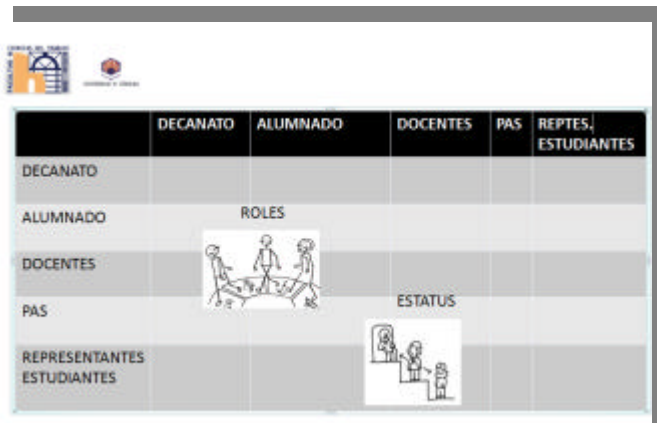 DECANATO ALUMNADO DOCENTES PAS REPTES.
ESTUDIANTES
DECANATO
ALUMNADO
ROLES
DOCENTES
PAS
ESTATUS
REPRESENTANTES
ESTUDIANTES